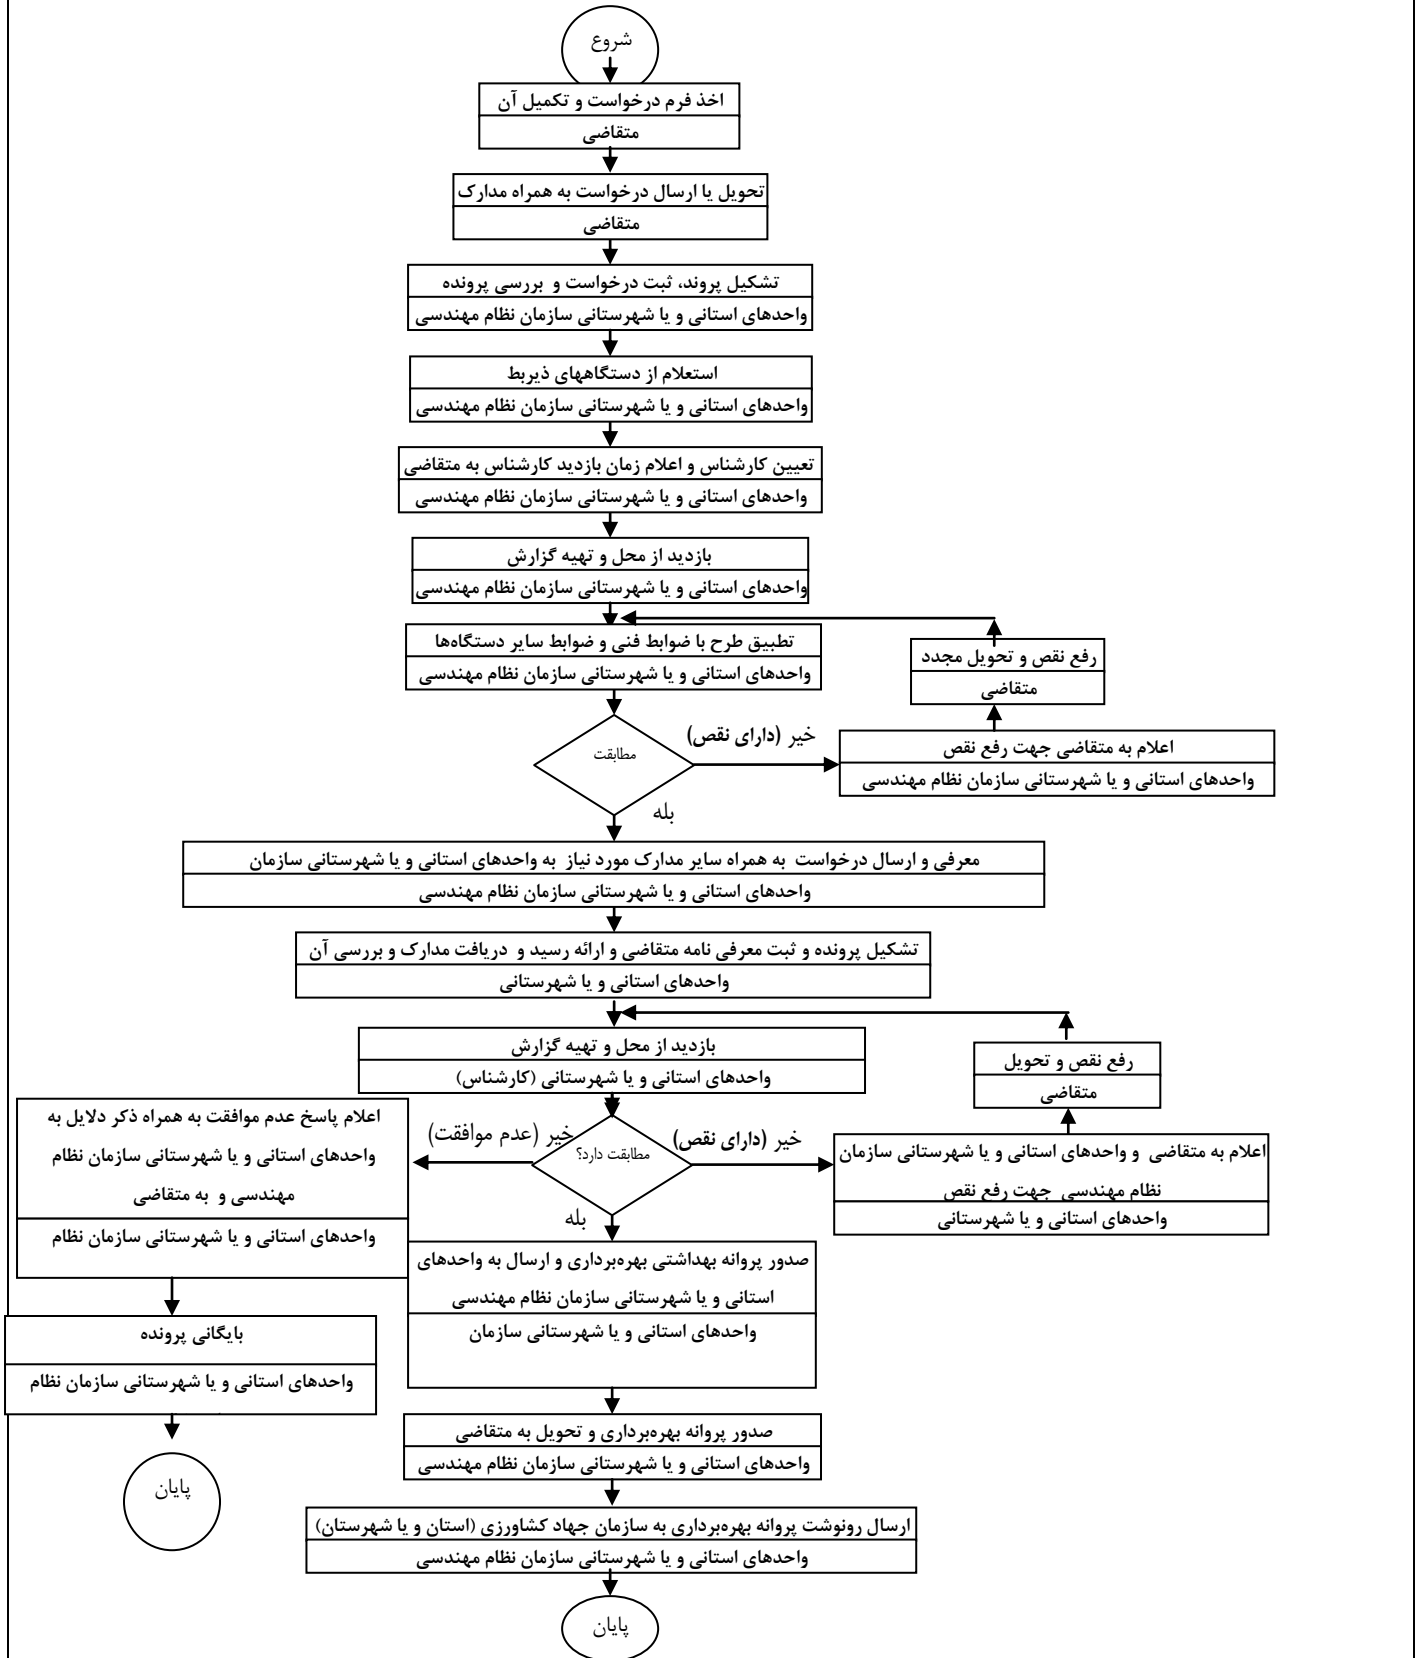 شروع
اخذ فرم درخواست و تکمیل آن
متقاضی
تحویل یا ارسال درخواست به همراه مدارک
متقاضی
تشکیل پروند، ثبت درخواست و بررسی پرونده
واحدهای استانی و یا شهرستانی سازمان نظام مهندسی
استعلام از دستگاههای ذیربط
واحدهای استانی و یا شهرستانی سازمان نظام مهندسی
تعیین کارشناس و اعلام زمان بازدید کارشناس به متقاضی
واحدهای استانی و یا شهرستانی سازمان نظام مهندسی
بازدید از محل و تهیه گزارش
واحدهای استانی و یا شهرستانی سازمان نظام مهندسی
تطبیق طرح با ضوابط فنی و ضوابط سایر دستگاه‌ها
واحدهای استانی و یا شهرستانی سازمان نظام مهندسی
رفع نقص و تحویل مجدد
متقاضی
مطابقت
خیر (دارای نقص)
اعلام به متقاضی جهت رفع نقص
واحدهای استانی و یا شهرستانی سازمان نظام مهندسی
بله
معرفی و ارسال درخواست به همراه سایر مدارک مورد نیاز به واحدهای استانی و یا شهرستانی سازمان
واحدهای استانی و یا شهرستانی سازمان نظام مهندسی
تشکیل پرونده و ثبت معرفی نامه متقاضی و ارائه رسید و دریافت مدارک و بررسی آن
واحدهای استانی و یا شهرستانی
بازدید از محل و تهیه گزارش
واحدهای استانی و یا شهرستانی (کارشناس)
رفع نقص و تحویل
متقاضی
مطابقت دارد؟
خیر (دارای نقص)
اعلام به متقاضی و واحدهای استانی و یا شهرستانی سازمان
نظام مهندسی جهت رفع نقص
واحدهای استانی و یا شهرستانی
خیر (عدم موافقت)
اعلام پاسخ عدم موافقت به همراه ذکر دلایل به
واحدهای استانی و یا شهرستانی سازمان نظام
مهندسی و به متقاضی
واحدهای استانی و یا شهرستانی سازمان نظام
بایگانی پرونده
واحدهای استانی و یا شهرستانی سازمان نظام
پایان
بله
صدور پروانه بهداشتی بهره‌برداری و ارسال به واحدهای
استانی و یا شهرستانی سازمان نظام مهندسی
واحدهای استانی و یا شهرستانی سازمان
صدور پروانه بهره‌برداری و تحویل به متقاضی
واحدهای استانی و یا شهرستانی سازمان نظام مهندسی
ارسال رونوشت پروانه بهره‌برداری به سازمان جهاد کشاورزی (استان و یا شهرستان)
واحدهای استانی و یا شهرستانی سازمان نظام مهندسی
پایان